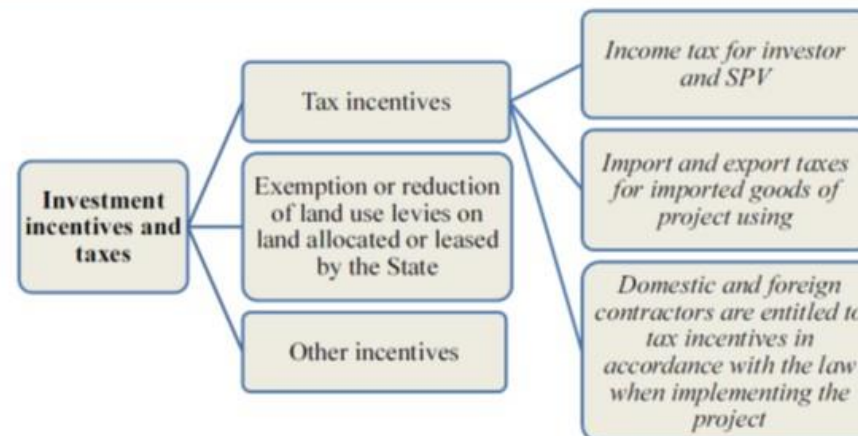 Investment
incentives and
taxes
Tax incentives
Exemption or reduction
of land use levies on
land allocated or leased
by the State
Other incentives
Income tax for investor
and SPV
Import and export taxes
for imported goods of
project using
Domestic and foreign
contractors are entitled to
tax incentives in
accordance with the law
when implementing the
project